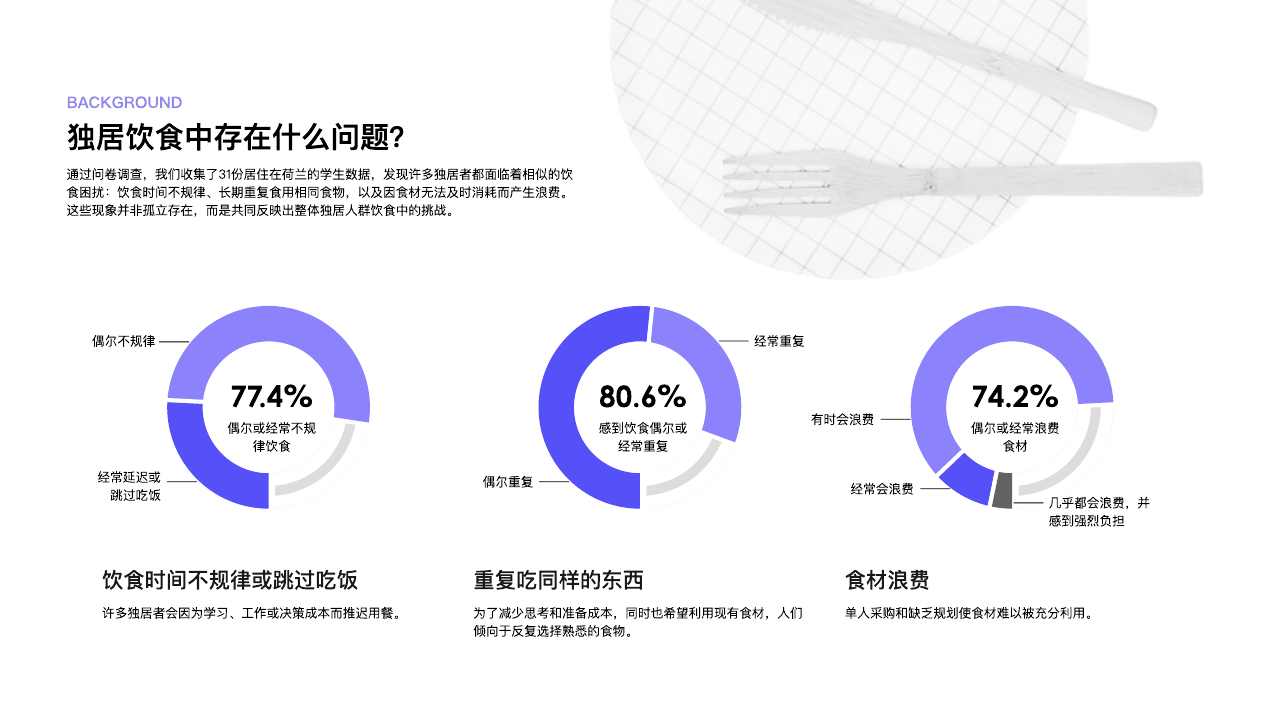 BACKGROUND
独居饮食中存在什么问题?
通过问卷调查，我们收集了31份居住在荷兰的学生数据，发现许多独居者都面临着相似的饮
食困扰：饮食时间不规律、长期重复食用相同食物，以及因食材无法及时消耗而产生浪费。
这些现象并非孤立存在，而是共同反映出整体独居人群饮食中的挑战。
偶尔不规律
77.4%
偶尔或经常不规
律饮食
经常延迟或
跳过吃饭
经常重复
80.6%
感到饮食偶尔或
经常重复
偶尔重复
74.2%
偶尔或经常浪费
食材
有时会浪费
经常会浪费
几乎都会浪费，并
感到强烈负担
饮食时间不规律或跳过吃饭
许多独居者会因为学习、工作或决策成本而推迟用餐。
重复吃同样的东西
为了减少思考和准备成本，同时也希望利用现有食材，人们
倾向于反复选择熟悉的食物。
食材浪费
单人采购和缺乏规划使食材难以被充分利用。